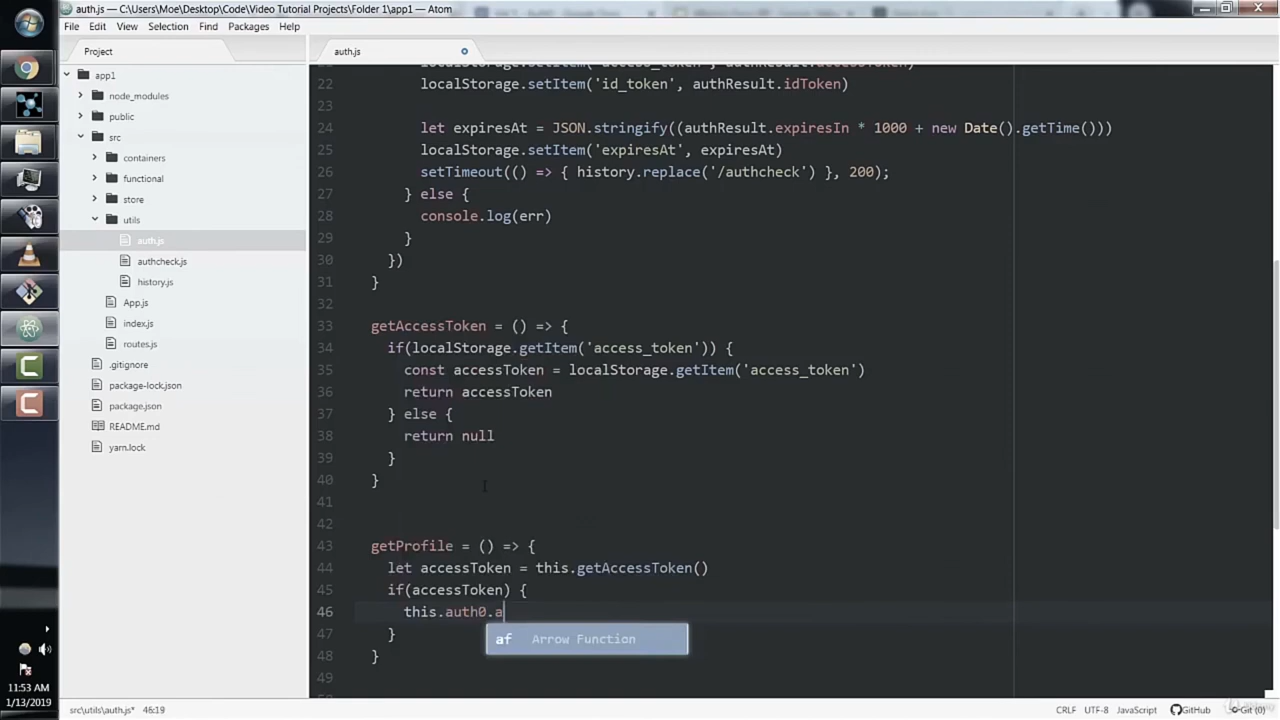 auth.js — C:\Users\Moe\Desktop\Code\Video Tutorial Projects\Folder 1\app1 — Atom
File Edit View Selection Find Packages Help
Project
auth.js
app1
node_modules
public
src
containers
functional
store
utils
auth.js
authcheck.js
history.js
App.js
index.js
routes.js
.gitignore
package-lock.json
package.json
README.md
yarn.lock
22 localStorage.setItem('id_token', authResult.idToken)
23
24 let expiresAt = JSON.stringify((authResult.expiresIn * 1000 + new Date().getTime()))
25 localStorage.setItem('expiresAt', expiresAt)
26 setTimeout(() => { history.replace('/authcheck') }, 200);
27 } else {
28 console.log(err)
29 }
30 })
31 }
32
33 getAccessToken = () => {
34 if(localStorage.getItem('access_token')) {
35 const accessToken = localStorage.getItem('access_token')
36 return accessToken
37 } else {
38 return null
39 }
40 }
41
42
43 getProfile = () => {
44 let accessToken = this.getAccessToken()
45 if(accessToken) {
46 this.auth0.a
af Arrow Function
47 }
48 }
49
11:53 AM
1/13/2019
src\utils\auth.js* 46:19
CRLF UTF-8 JavaScript GitHub Git (0)